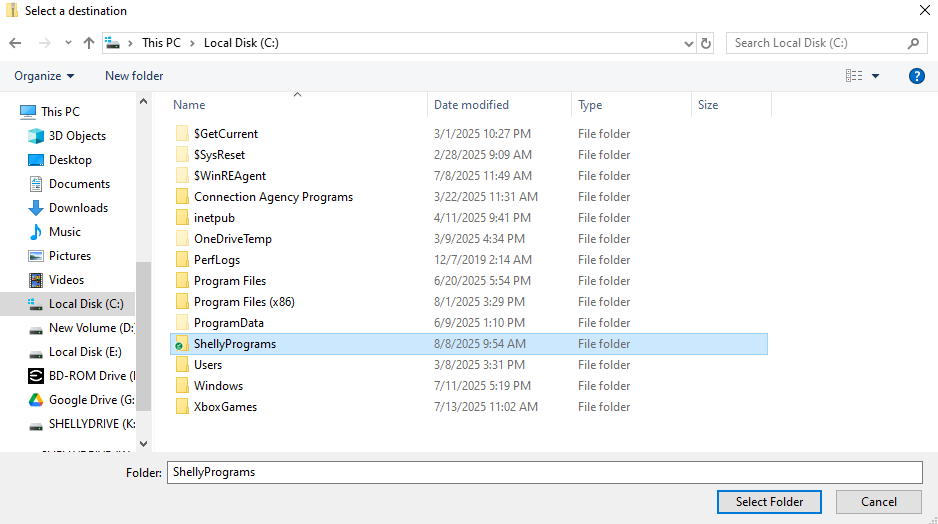 Select a destination
This PC > Local Disk (C:)
Search Local Disk (C:)
Organize
New folder
?
Name Date modified Type Size
This PC
3D Objects
Desktop
Documents
Downloads
Music
Pictures
Videos
Local Disk (C:)
New Volume (D:
Local Disk (E:)
BD-ROM Drive (
Google Drive (G:
SHELLYDRIVE (K:
$GetCurrent 3/1/2025 10:27 PM File folder
$SysReset 2/28/2025 9:09 AM File folder
$WinREAgent 7/8/2025 11:49 AM File folder
Connection Agency Programs 3/22/2025 11:31 AM File folder
inetpub 4/11/2025 9:41 PM File folder
OneDriveTemp 3/9/2025 4:34 PM File folder
PerfLogs 12/7/2019 2:14 AM File folder
Program Files 6/20/2025 5:54 PM File folder
Program Files (x86) 8/1/2025 3:29 PM File folder
ProgramData 6/9/2025 1:10 PM File folder
ShellyPrograms 8/8/2025 9:54 AM File folder
Users 3/8/2025 3:31 PM File folder
Windows 7/11/2025 5:19 PM File folder
XboxGames 7/13/2025 11:02 AM File folder
Folder: ShellyPrograms
Select Folder Cancel